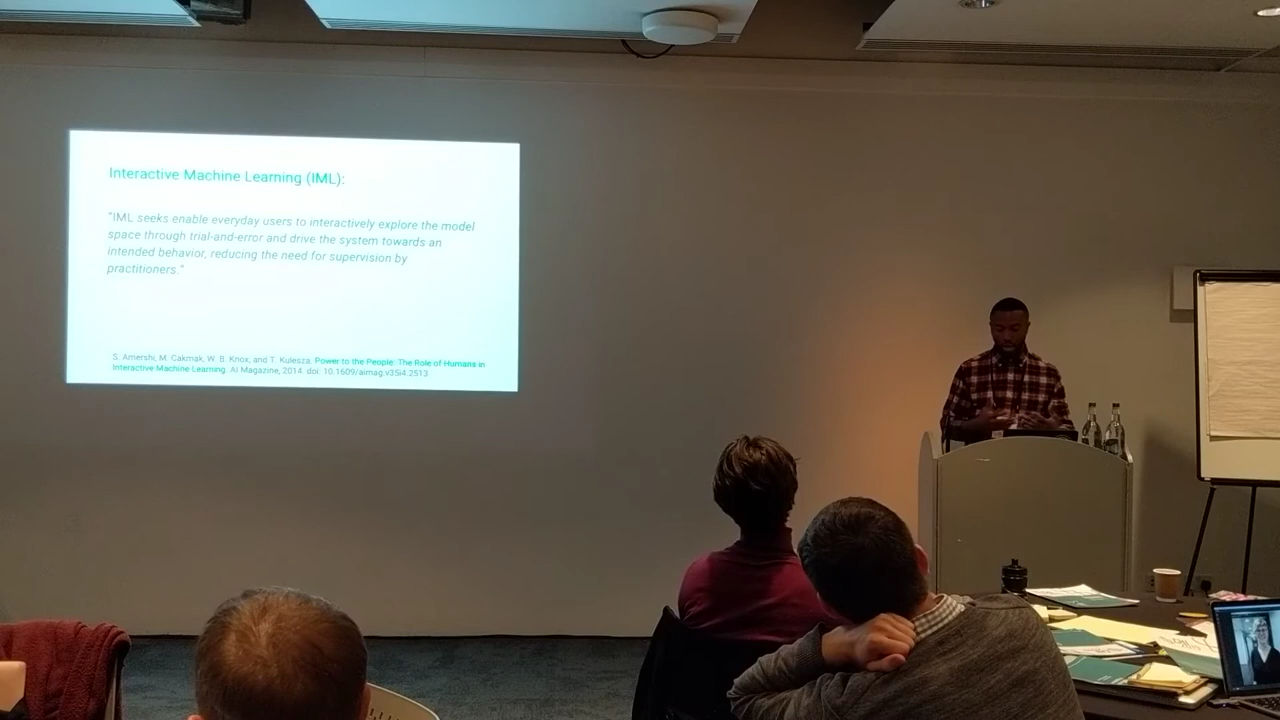 Interactive Machine Learning (IML):
"IML seeks enable everyday users to interactively explore the model
space through trial-and-error and drive the system towards an
intended behavior, reducing the need for supervision by
practitioners."
S. Amershi, M. Cakmak, W. B. Knox, and T. Kulesza. Power to the People: The Role of Humans in
Interactive Machine Learning. AI Magazine, 2014. doi: 10.1609/aimag.v35i4.2513